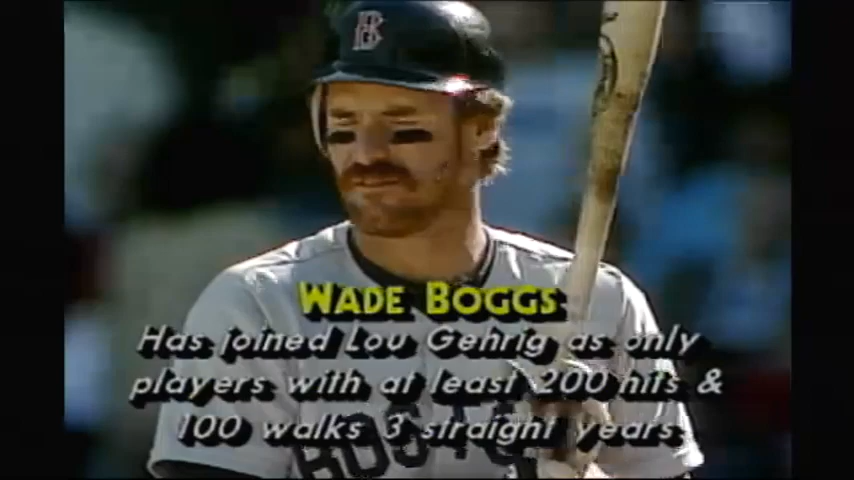 B
WADE BOGGS
Has joined Lou Gehrig as only
players with at least 200 hits &
100 walks 3 straight years
BOSTO